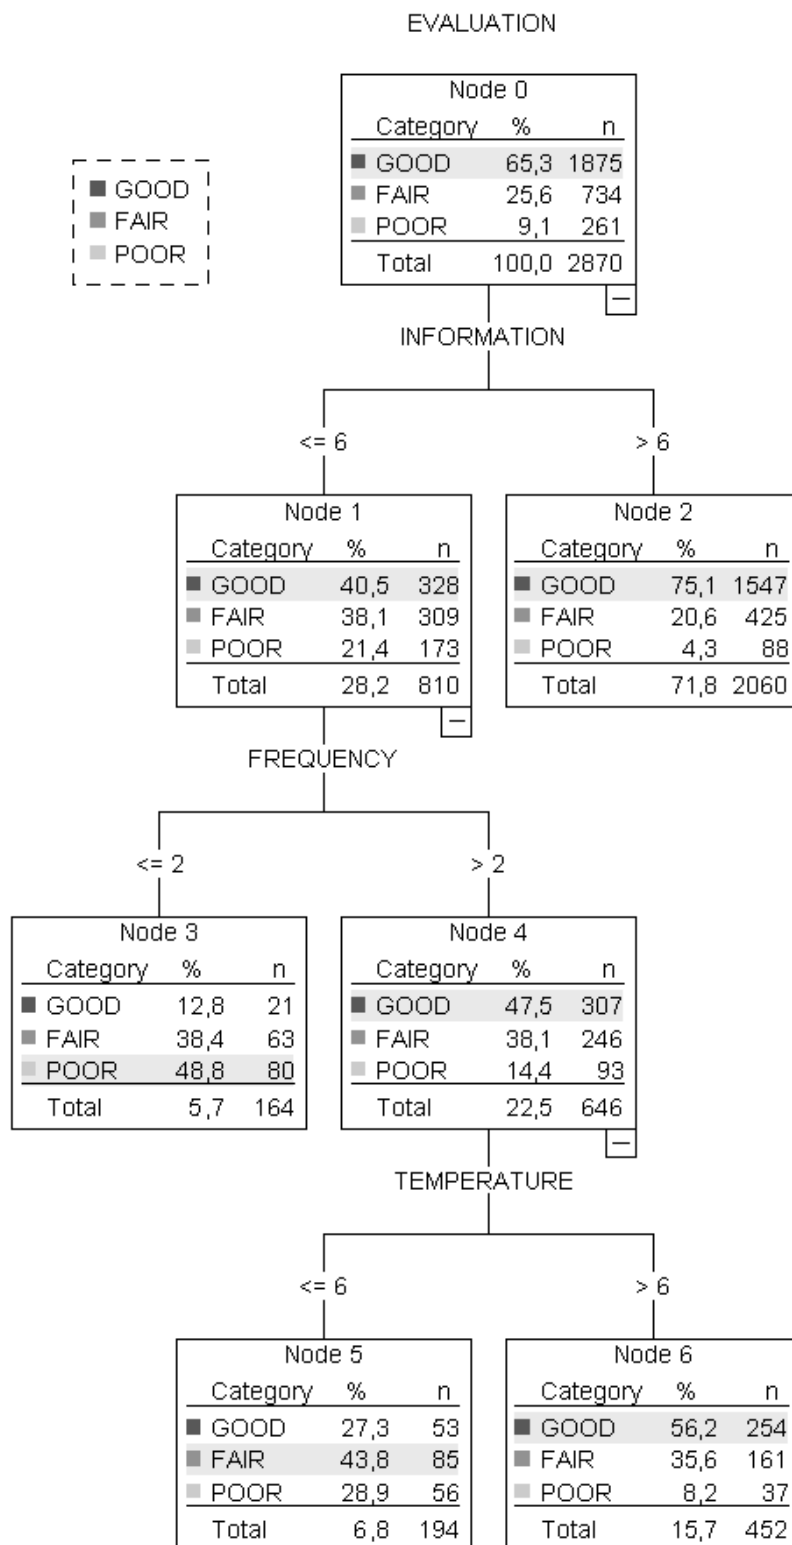 EVALUATION
Node 0
Category % n
GOOD 65,3 1875
FAIR 25,6 734
POOR 9,1 261
Total 100,0 2870
GOOD
FAIR
POOR
INFORMATION
<= 6
> 6
Node 1
Category % n
GOOD 40,5 328
FAIR 38,1 309
POOR 21,4 173
Total 28,2 810
Node 2
Category % n
GOOD 75,1 1547
FAIR 20,6 425
POOR 4,3 88
Total 71,8 2060
FREQUENCY
<= 2
> 2
Node 3
Category % n
GOOD 12,8 21
FAIR 38,4 63
POOR 48,8 80
Total 5,7 164
Node 4
Category % n
GOOD 47,5 307
FAIR 38,1 246
POOR 14,4 93
Total 22,5 646
TEMPERATURE
<= 6
> 6
Node 5
Category % n
GOOD 27,3 53
FAIR 43,8 85
POOR 28,9 56
Total 6,8 194
Node 6
Category % n
GOOD 56,2 254
FAIR 35,6 161
POOR 8,2 37
Total 15,7 452